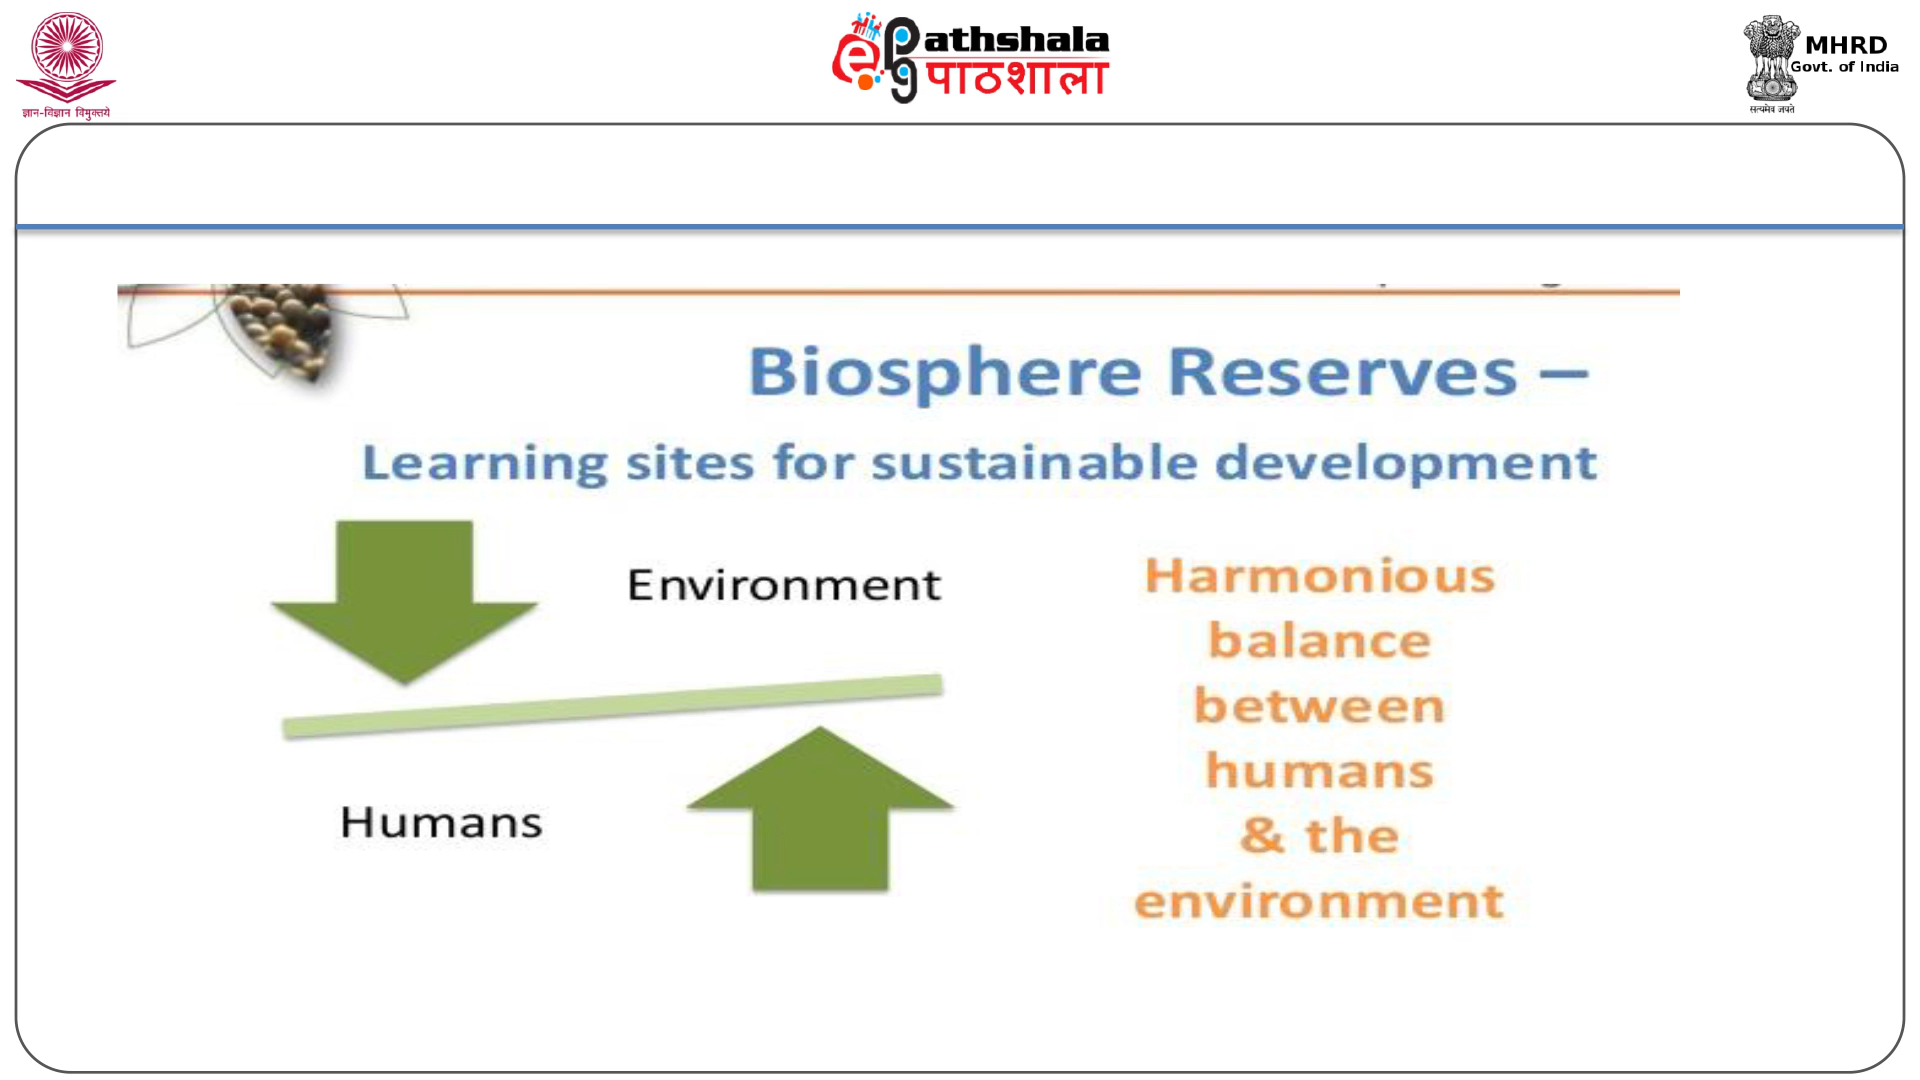 ज्ञान-विज्ञान विमुक्तये
ePathshala
पाठशाला
MHRD
Govt. of India
सत्यमेव जयते
Biosphere Reserves –
Learning sites for sustainable development
Environment
Humans
Harmonious
balance
between
humans
& the
environment